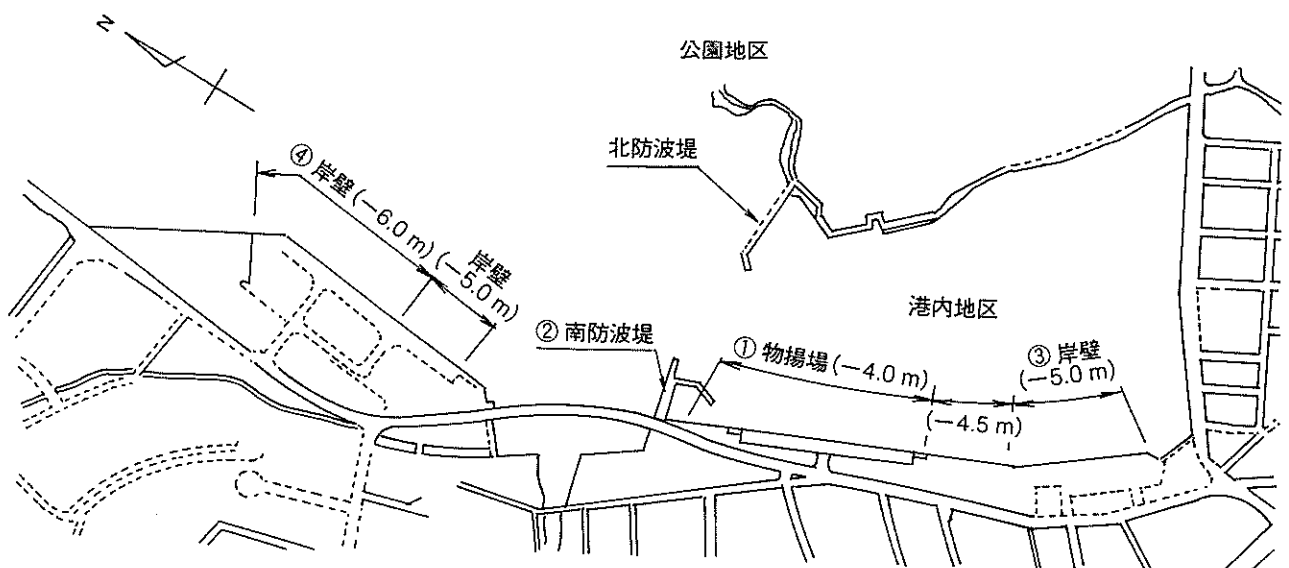 N
公園地区
北防波堤
④ 岸壁(−6.0 m)
岸壁
(−5.0 m)
港内地区
② 南防波堤
① 物揚場(−4.0 m)
(−4.5 m)
③ 岸壁
(−5.0 m)